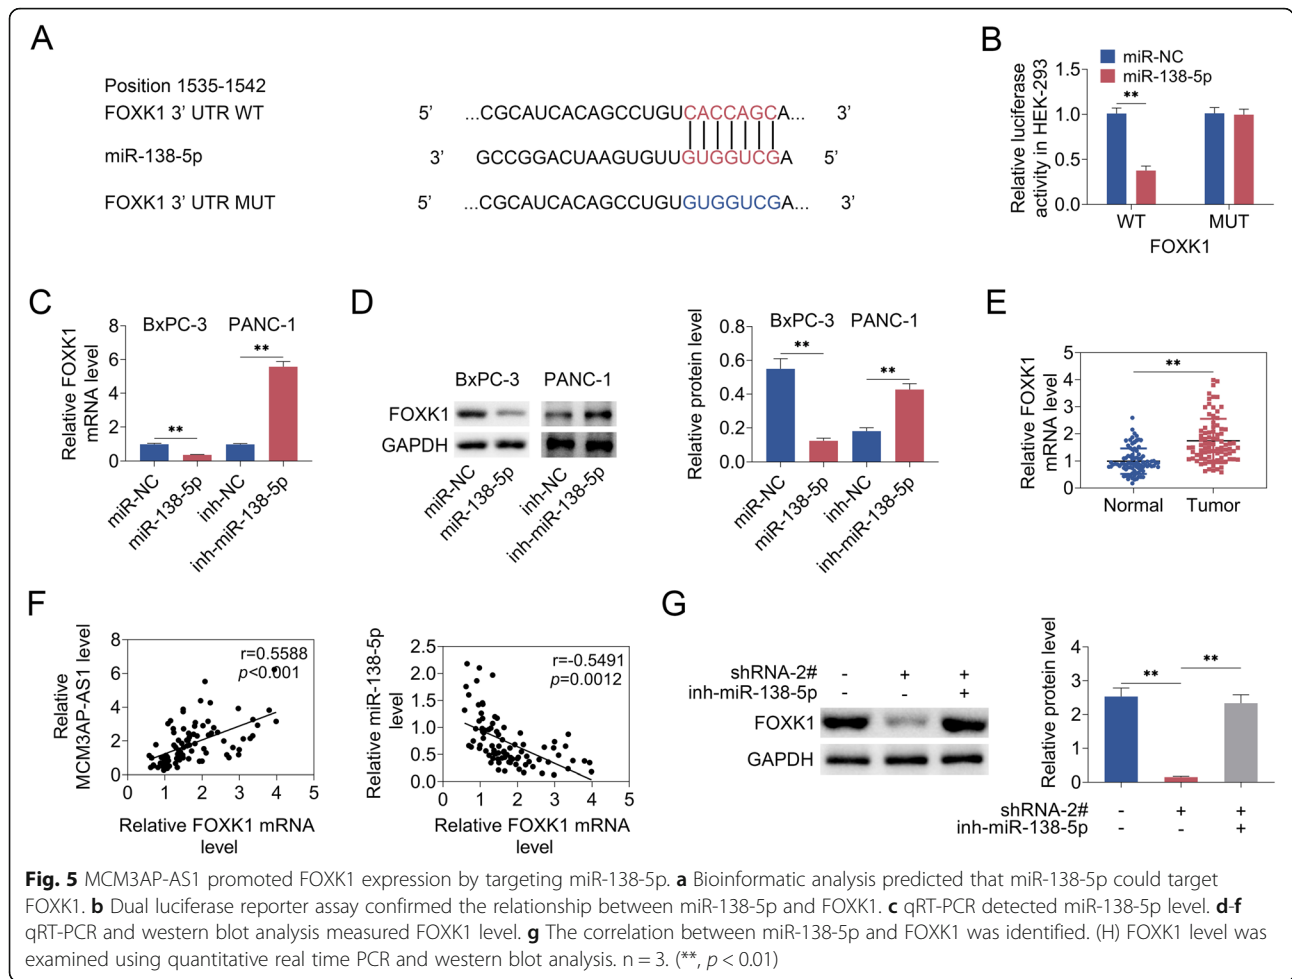 A
Position 1535-1542
FOXK1 3’ UTR WT 5’ ...CGCAUCACAGCCUGUCACCAGCA... 3’
miR-138-5p 3’ GCCGGACUAAGUGUUGUGGUCGA 5’
FOXK1 3’ UTR MUT 5’ ...CGCAUCACAGCCUGUGUGGUCGA... 3’
B
miR-NC
miR-138-5p
Relative luciferase
activity in HEK-293
1.5
1.0
0.5
0.0
**
WT MUT
FOXK1
C
Relative FOXK1
mRNA level
8
6
4
2
0
BxPC-3 PANC-1
**
**
miR-NC
miR-138-5p
inh-NC
inh-miR-138-5p
D
BxPC-3 PANC-1
FOXK1
GAPDH
miR-NC
miR-138-5p
inh-NC
inh-miR-138-5p
Relative protein level
0.8
0.6
0.4
0.2
0.0
BxPC-3 PANC-1
**
**
miR-NC
miR-138-5p
inh-NC
inh-miR-138-5p
E
Relative FOXK1
mRNA level
5
4
3
2
1
0
**
Normal Tumor
F
Relative
MCM3AP-AS1 level
8
6
4
2
0
r=0.5588
p<0.001
0 1 2 3 4 5
Relative FOXK1 mRNA
level
Relative miR-138-5p
level
2.5
2.0
1.5
1.0
0.5
0.0
r=-0.5491
p=0.0012
0 1 2 3 4 5
Relative FOXK1 mRNA
level
G
shRNA-2# - + +
inh-miR-138-5p - - +
FOXK1
GAPDH
Relative protein level
4
3
2
1
0
**
**
shRNA-2# - + +
inh-miR-138-5p - - +
Fig. 5 MCM3AP-AS1 promoted FOXK1 expression by targeting miR-138-5p. a Bioinformatic analysis predicted that miR-138-5p could target
FOXK1. b Dual luciferase reporter assay confirmed the relationship between miR-138-5p and FOXK1. c qRT-PCR detected miR-138-5p level. d-f
qRT-PCR and western blot analysis measured FOXK1 level. g The correlation between miR-138-5p and FOXK1 was identified. (H) FOXK1 level was
examined using quantitative real time PCR and western blot analysis. n = 3. (**, p < 0.01)